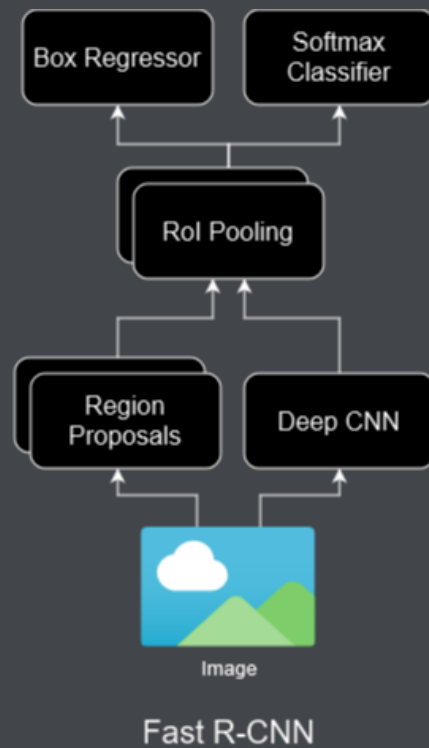 Box Regressor
Softmax
Classifier
RoI Pooling
Region
Proposals
Deep CNN
Image
Fast R-CNN